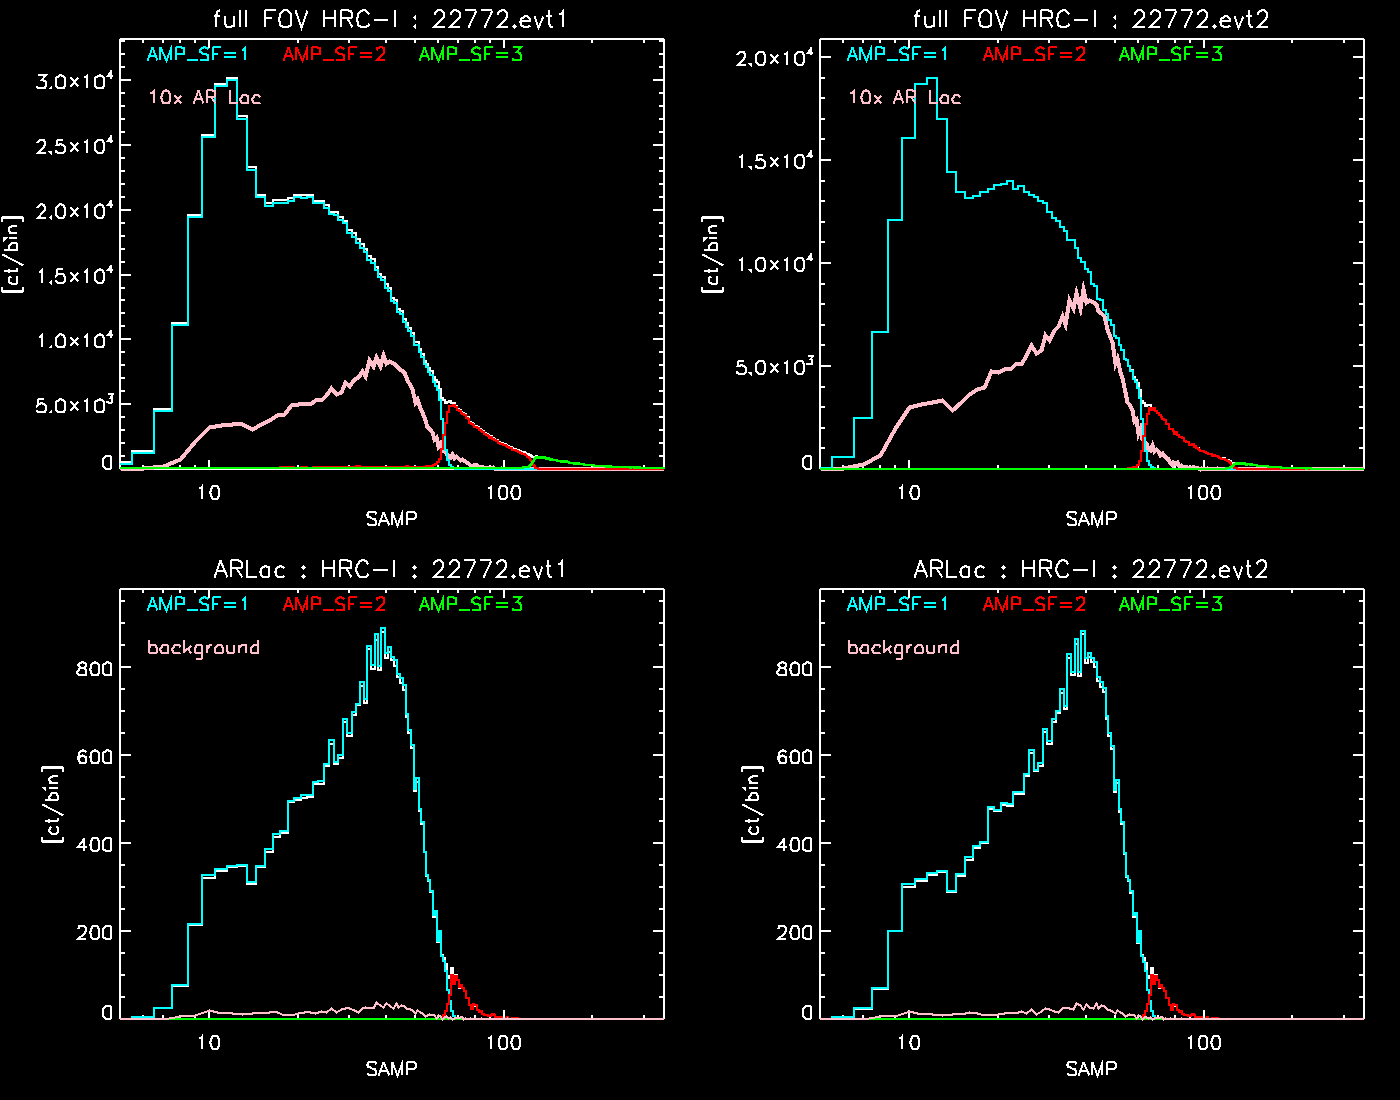 full FOV HRC-I : 22772.evt1
AMP_SF=1 AMP_SF=2 AMP_SF=3
10x AR Lac
3.0×10⁴
2.5×10⁴
2.0×10⁴
1.5×10⁴
1.0×10⁴
5.0×10³
0
[ct/bin]
10 100
SAMP
full FOV HRC-I : 22772.evt2
AMP_SF=1 AMP_SF=2 AMP_SF=3
10x AR Lac
2.0×10⁴
1.5×10⁴
1.0×10⁴
5.0×10³
0
[ct/bin]
10 100
SAMP
ARLac : HRC-I : 22772.evt1
AMP_SF=1 AMP_SF=2 AMP_SF=3
background
800
600
400
200
0
[ct/bin]
10 100
SAMP
ARLac : HRC-I : 22772.evt2
AMP_SF=1 AMP_SF=2 AMP_SF=3
background
800
600
400
200
0
[ct/bin]
10 100
SAMP